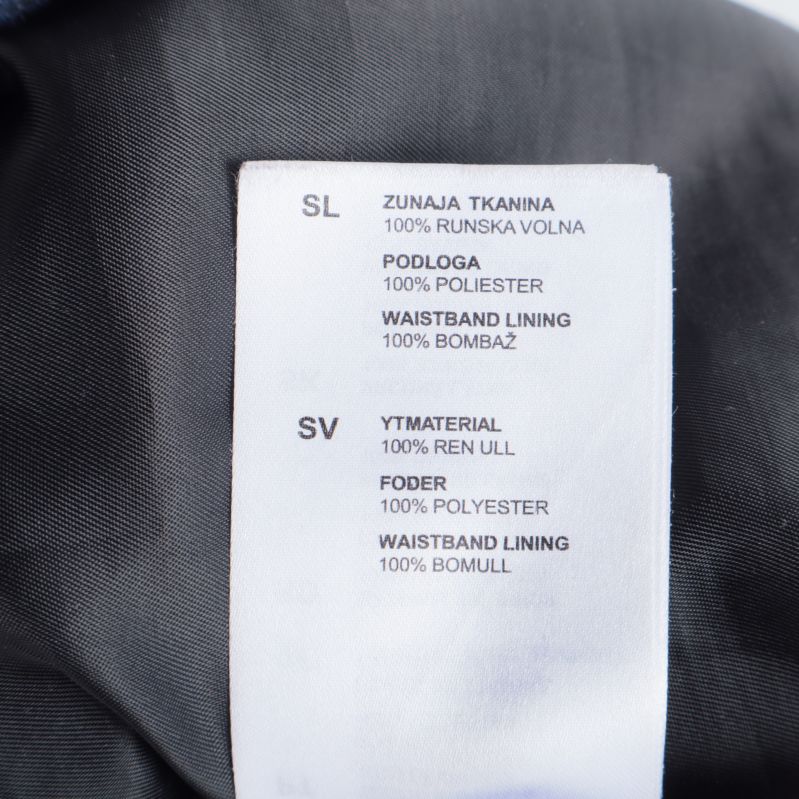 SL ZUNAJA TKANINA
100% RUNSKA VOLNA
PODLOGA
100% POLIESTER
WAISTBAND LINING
100% BOMBAŽ
SV YTMATERIAL
100% REN ULL
FODER
100% POLYESTER
WAISTBAND LINING
100% BOMULL